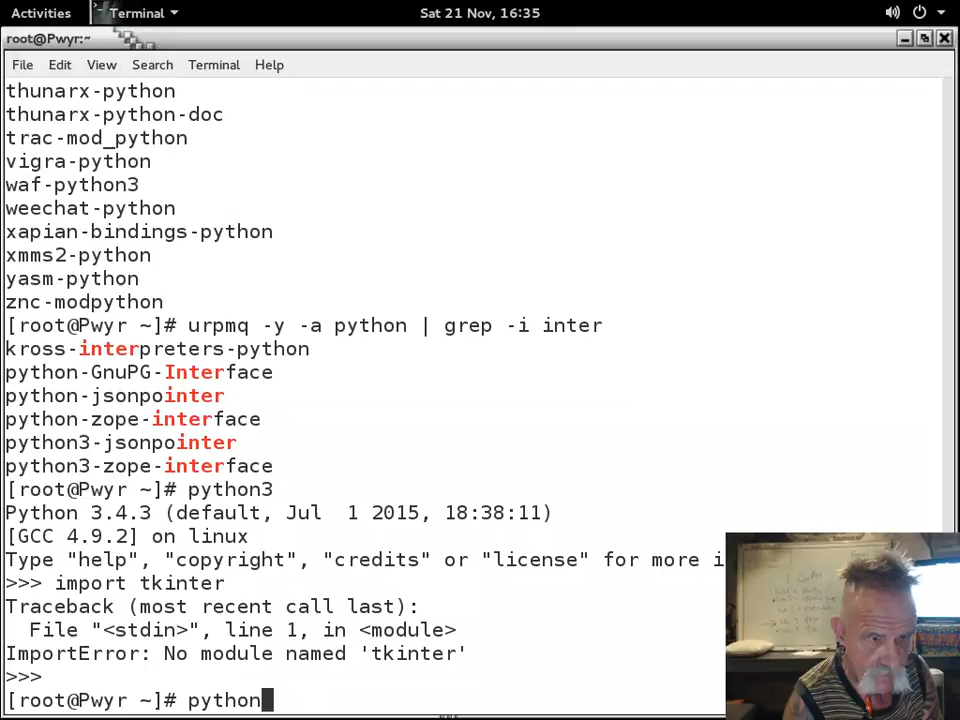 Activities Terminal Sat 21 Nov, 16:35
root@Pwyr:~
File Edit View Search Terminal Help
thunarx-python
thunarx-python-doc
trac-mod_python
vigra-python
waf-python3
weechat-python
xapian-bindings-python
xmms2-python
yasm-python
znc-modpython
[root@Pwyr ~]# urpmq -y -a python | grep -i inter
kross-interpreters-python
python-GnuPG-Interface
python-jsonpointer
python-zope-interface
python3-jsonpointer
python3-zope-interface
[root@Pwyr ~]# python3
Python 3.4.3 (default, Jul  1 2015, 18:38:11)
[GCC 4.9.2] on linux
Type "help", "copyright", "credits" or "license" for more i
>>> import tkinter
Traceback (most recent call last):
  File "<stdin>", line 1, in <module>
ImportError: No module named 'tkinter'
>>>
[root@Pwyr ~]# python